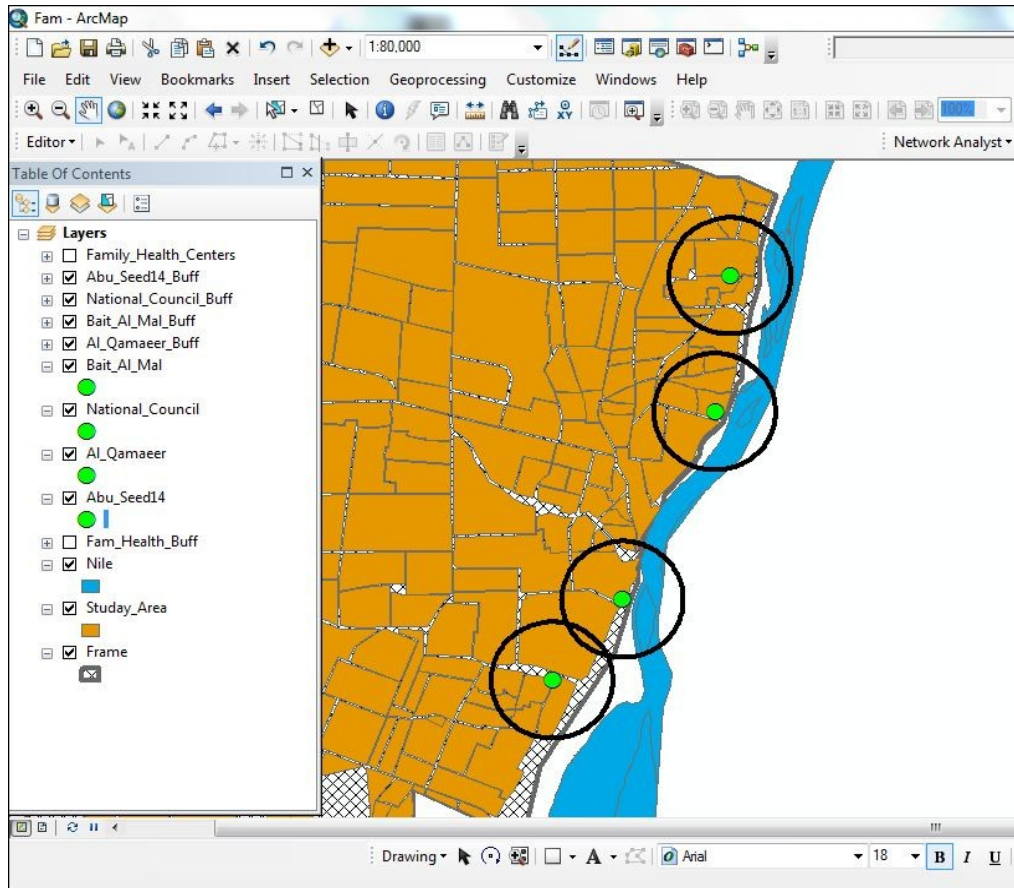 Fam - ArcMap
1:80,000
File Edit View Bookmarks Insert Selection Geoprocessing Customize Windows Help
100%
Editor Network Analyst
Table Of Contents
Layers
Family_Health_Centers
Abu_Seed14_Buff
National_Council_Buff
Bait_Al_Mal_Buff
Al_Qamaeer_Buff
Bait_Al_Mal
National_Council
Al_Qamaeer
Abu_Seed14
Fam_Health_Buff
Nile
Studay_Area
Frame
Drawing A Arial 18 B I U